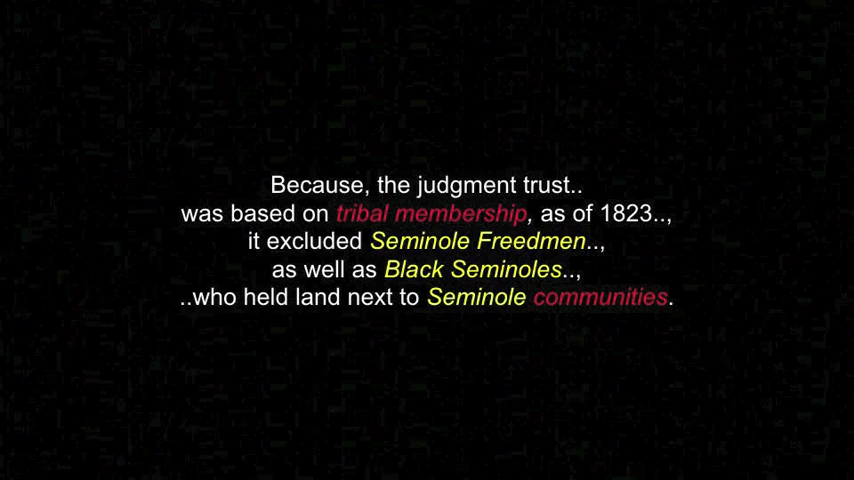 Because, the judgment trust..
was based on tribal membership, as of 1823..,
it excluded Seminole Freedmen..,
as well as Black Seminoles..,
..who held land next to Seminole communities.